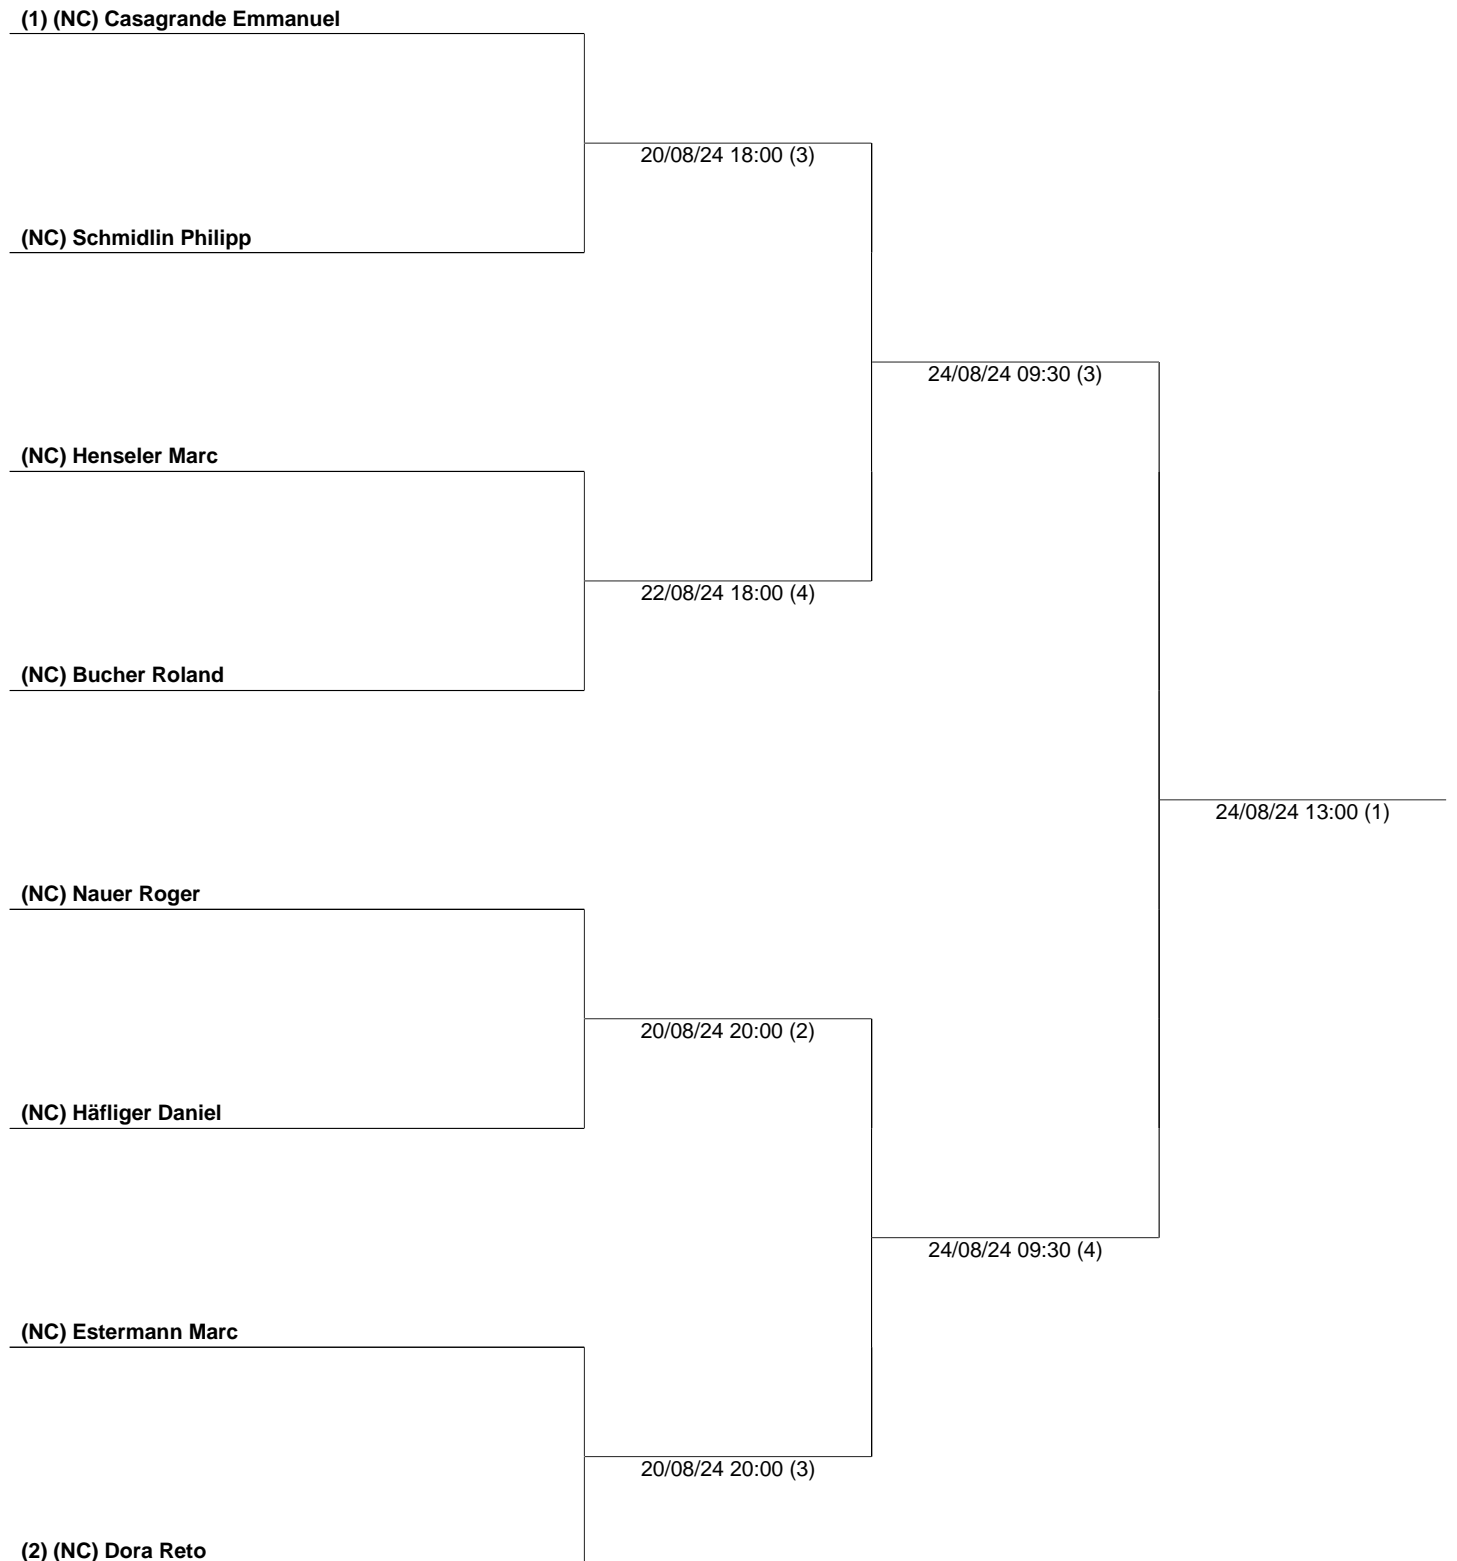 (1) (NC) Casagrande Emmanuel
20/08/24 18:00 (3)
(NC) Schmidlin Philipp
24/08/24 09:30 (3)
(NC) Henseler Marc
22/08/24 18:00 (4)
(NC) Bucher Roland
24/08/24 13:00 (1)
(NC) Nauer Roger
20/08/24 20:00 (2)
(NC) Häfliger Daniel
24/08/24 09:30 (4)
(NC) Estermann Marc
20/08/24 20:00 (3)
(2) (NC) Dora Reto